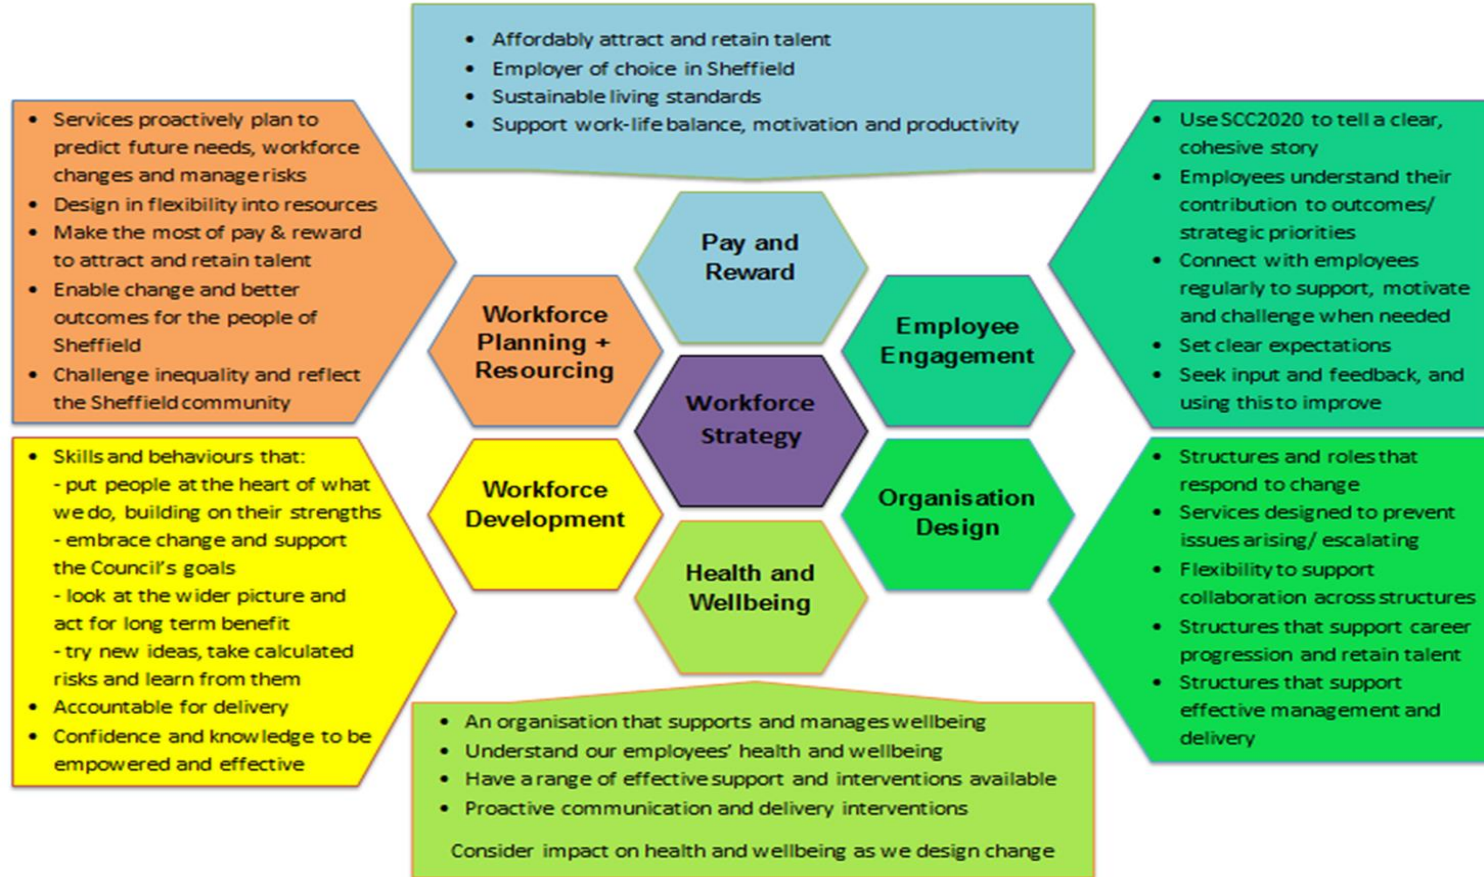 • Affordably attract and retain talent
• Employer of choice in Sheffield
• Sustainable living standards
• Support work-life balance, motivation and productivity
• Services proactively plan to
predict future needs, workforce
changes and manage risks
• Design in flexibility into resources
• Make the most of pay & reward
to attract and retain talent
• Enable change and better
outcomes for the people of
Sheffield
• Challenge inequality and reflect
the Sheffield community
• Use SCC2020 to tell a clear,
cohesive story
• Employees understand their
contribution to outcomes/
strategic priorities
• Connect with employees
regularly to support, motivate
and challenge when needed
• Set clear expectations
• Seek input and feedback, and
using this to improve
Pay and
Reward
Workforce
Planning +
Resourcing
Employee
Engagement
Workforce
Strategy
Workforce
Development
Organisation
Design
Health and
Wellbeing
• Skills and behaviours that:
- put people at the heart of what
we do, building on their strengths
- embrace change and support
the Council's goals
- look at the wider picture and
act for long term benefit
- try new ideas, take calculated
risks and learn from them
• Accountable for delivery
• Confidence and knowledge to be
empowered and effective
• Structures and roles that
respond to change
• Services designed to prevent
issues arising/ escalating
• Flexibility to support
collaboration across structures
• Structures that support career
progression and retain talent
• Structures that support
effective management and
delivery
• An organisation that supports and manages wellbeing
• Understand our employees' health and wellbeing
• Have a range of effective support and interventions available
• Proactive communication and delivery interventions
Consider impact on health and wellbeing as we design change